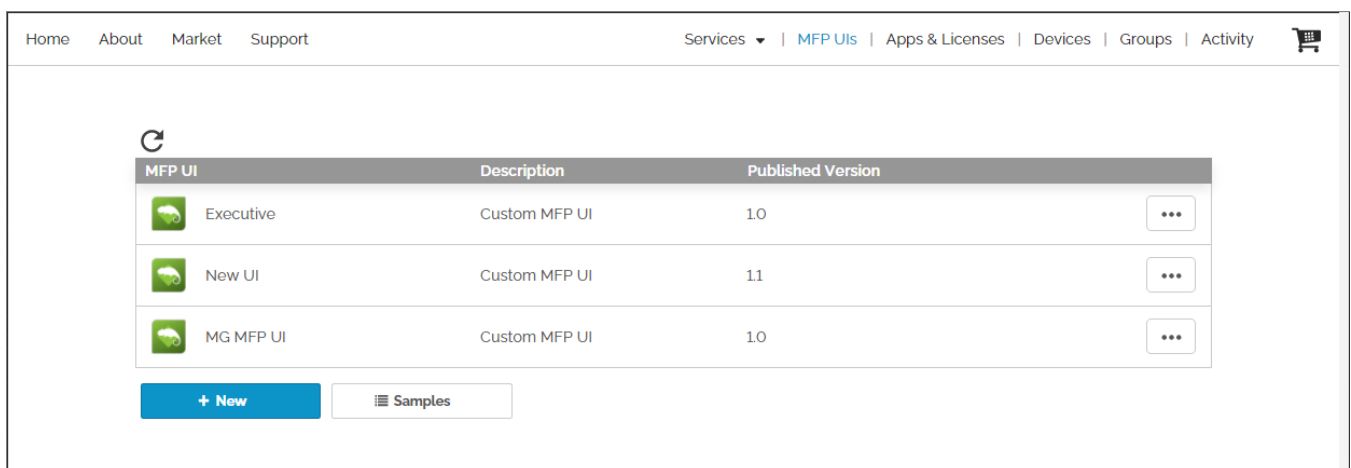 Home About Market Support Services | MFP UIs | Apps & Licenses | Devices | Groups | Activity
MFP UI Description Published Version
Executive Custom MFP UI 1.0
New UI Custom MFP UI 1.1
MG MFP UI Custom MFP UI 1.0
+ New Samples